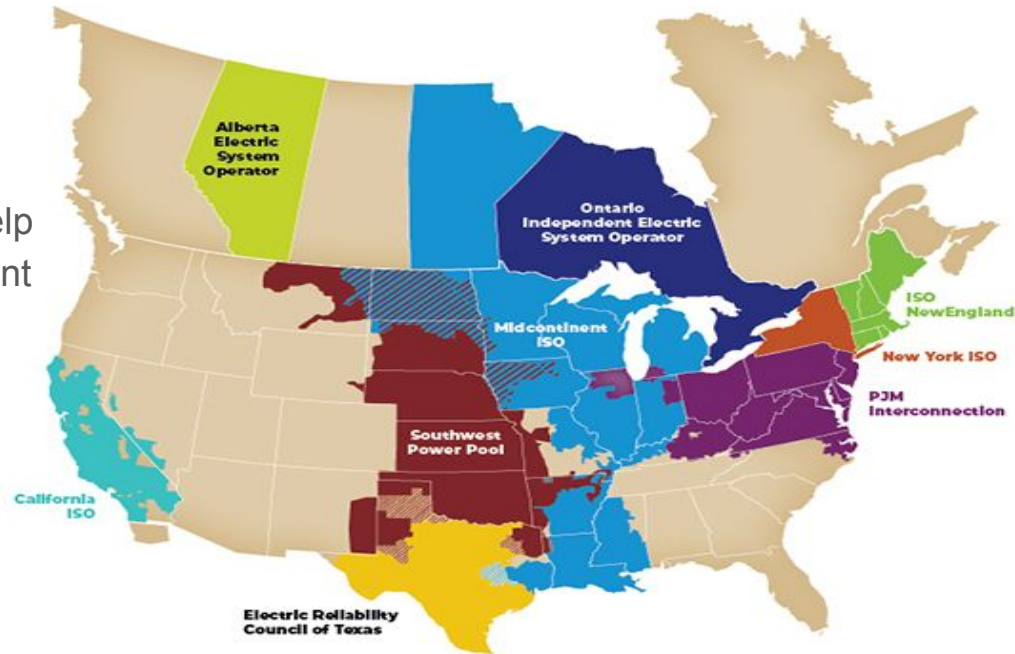 Alberta
Electric
System
Operator
elp
nt
Ontario
Independent Electric
System Operator
ISO
NewEngland
Midcontinent
ISO
New York ISO
PJM
Interconnection
Southwest
Power Pool
California
ISO
Electric Reliability
Council of Texas